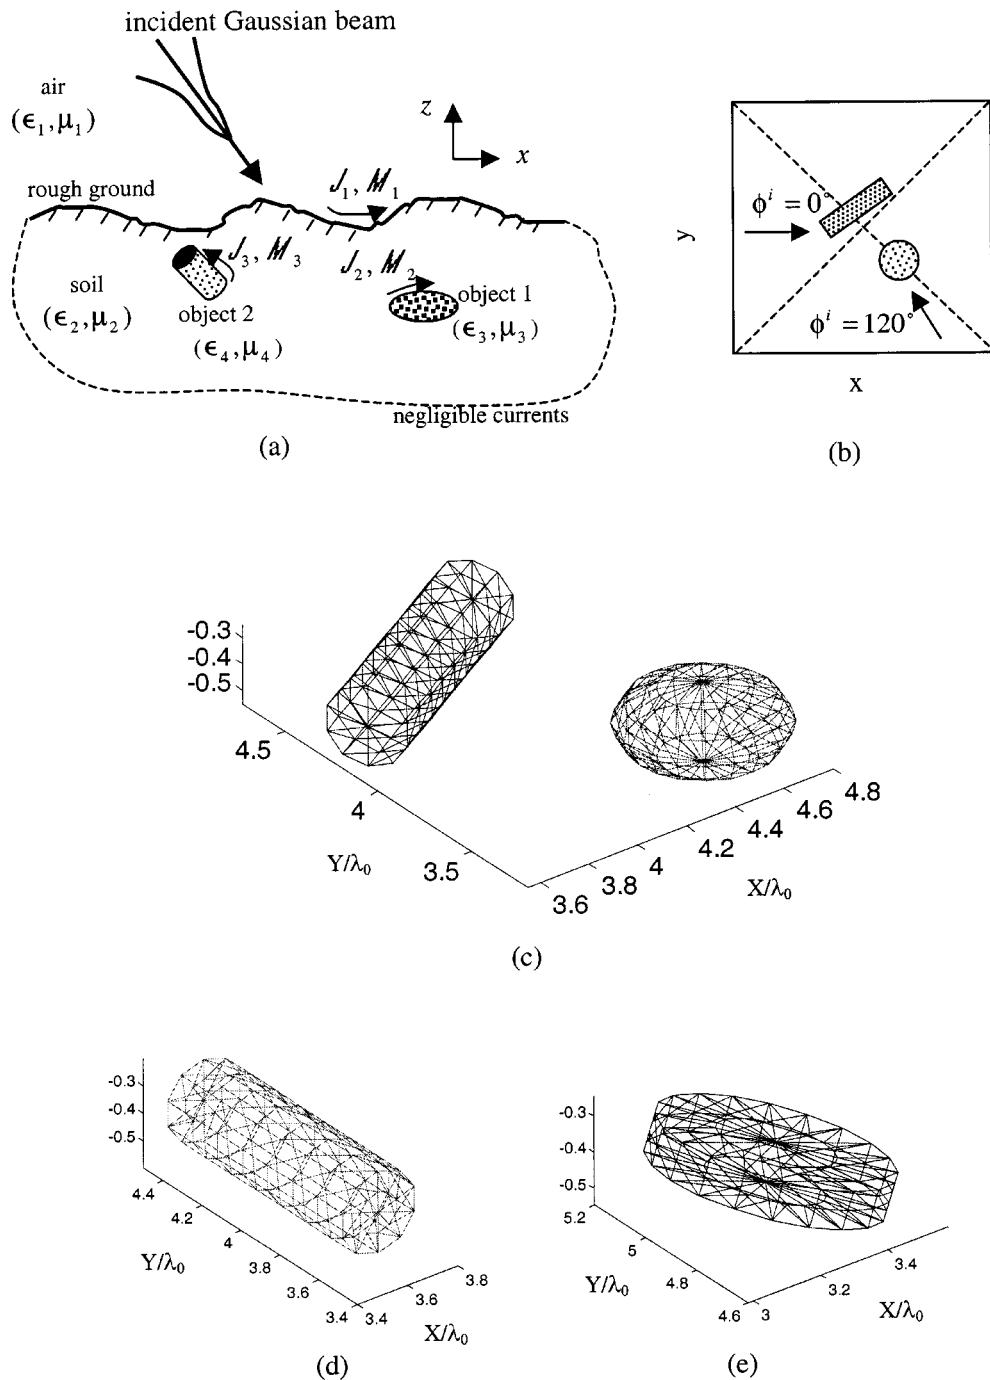 incident Gaussian beam
air
(ϵ₁,μ₁)
z
x
rough ground
J₁, M₁
J₃, M₃
J₂, M₂
soil
(ϵ₂,μ₂)
object 2
(ϵ₄,μ₄)
object 1
(ϵ₃,μ₃)
negligible currents
(a)
ϕⁱ = 0°
y
ϕⁱ = 120°
x
(b)
-0.3
-0.4
-0.5
4.5
4
3.5
Y/λ₀
3.6
3.8
4
4.2
4.4
4.6
4.8
X/λ₀
(c)
-0.3
-0.4
-0.5
4.4
4.2
4
3.8
3.6
3.4
Y/λ₀
3.4
3.6
3.8
X/λ₀
(d)
-0.3
-0.4
-0.5
5.2
5
4.8
4.6
Y/λ₀
3
3.2
3.4
X/λ₀
(e)